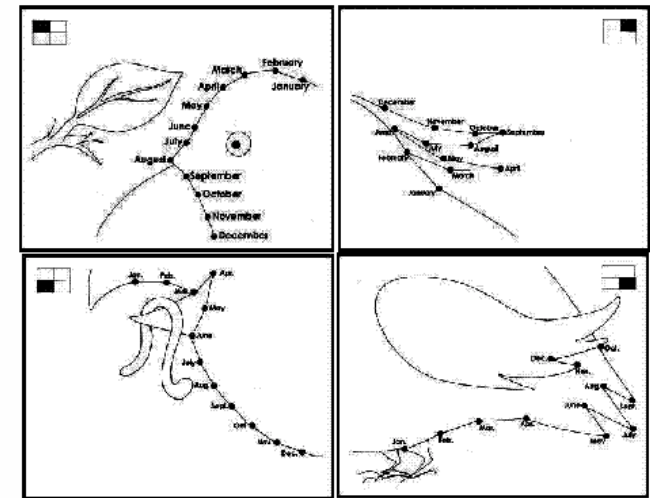 February
March
January
April
May
June
July
August
September
October
November
December
December
November
October
September
July
August
February
May
April
March
January
Jan.
Feb.
Apr.
Mar.
May
June
July
Aug.
Sept.
Oct.
Nov.
Dec.
Oct.
Dec.
Nov.
Aug.
Sept.
June
Apr.
Mar.
Feb.
Jan.
May
July